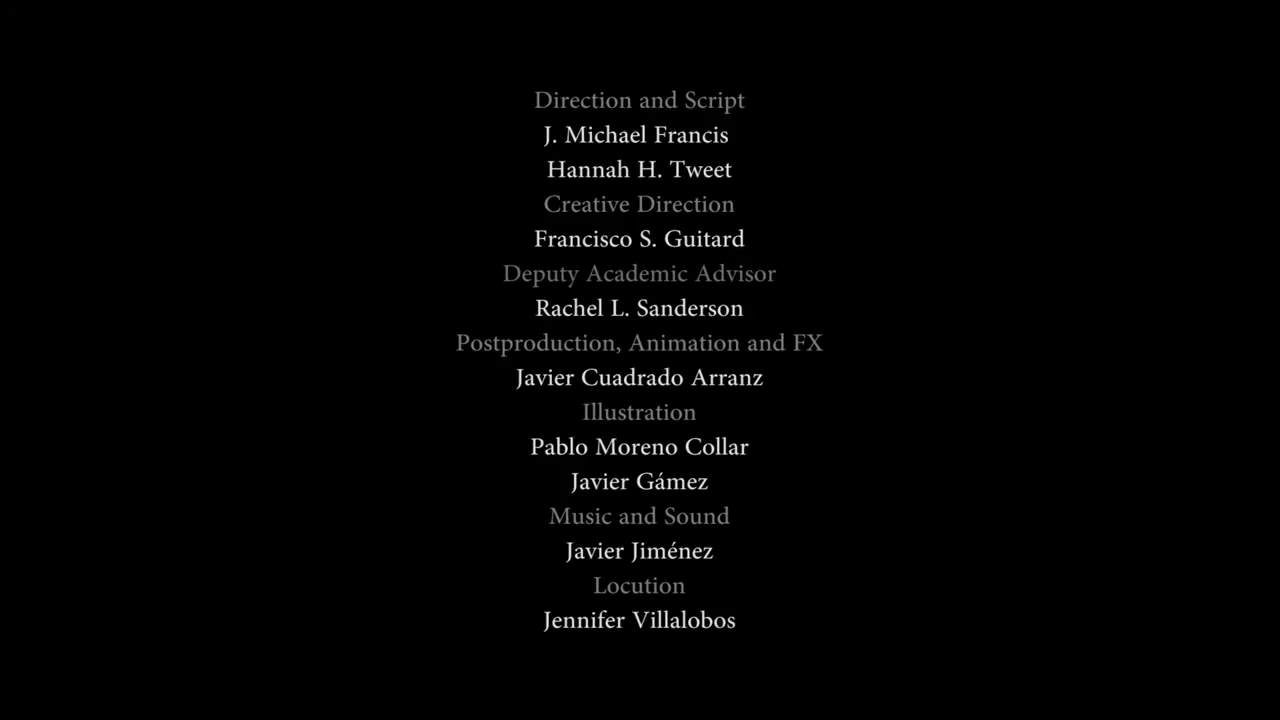 Direction and Script
J. Michael Francis
Hannah H. Tweet
Creative Direction
Francisco S. Guitard
Deputy Academic Advisor
Rachel L. Sanderson
Postproduction, Animation and FX
Javier Cuadrado Arranz
Illustration
Pablo Moreno Collar
Javier Gámez
Music and Sound
Javier Jiménez
Locution
Jennifer Villalobos